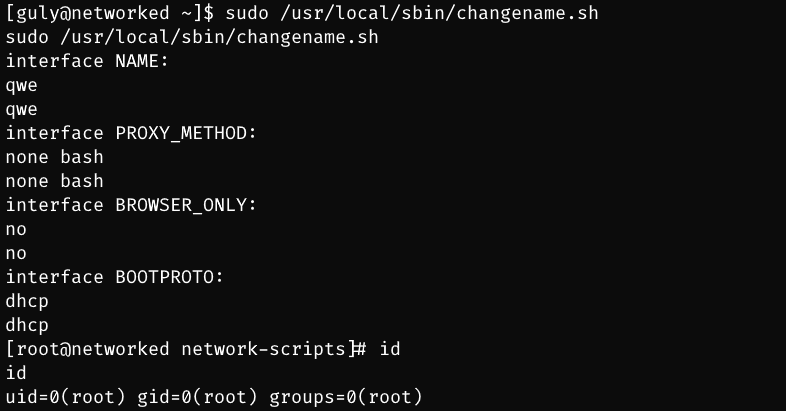 [guly@networked ~]$ sudo /usr/local/sbin/changename.sh
sudo /usr/local/sbin/changename.sh
interface NAME:
qwe
qwe
interface PROXY_METHOD:
none bash
none bash
interface BROWSER_ONLY:
no
no
interface BOOTPROTO:
dhcp
dhcp
[root@networked network-scripts]# id
id
uid=0(root) gid=0(root) groups=0(root)